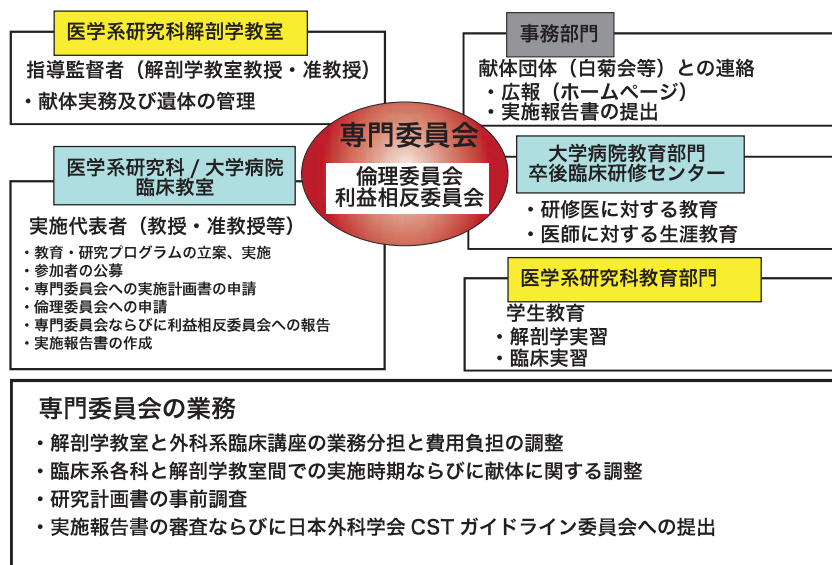 医学系研究科解剖学教室
指導監督者（解剖学教室教授・准教授）
・献体実務及び遺体の管理
事務部門
献体団体（白菊会等）との連絡
・広報（ホームページ）
・実施報告書の提出
専門委員会
倫理委員会
利益相反委員会
医学系研究科 / 大学病院
臨床教室
実施代表者（教授・准教授等）
・教育・研究プログラムの立案、実施
・参加者の公募
・専門委員会への実施計画書の申請
・倫理委員会への申請
・専門委員会ならびに利益相反委員会への報告
・実施報告書の作成
大学病院教育部門
卒後臨床研修センター
・研修医に対する教育
・医師に対する生涯教育
医学系研究科教育部門
学生教育
・解剖学実習
・臨床実習
専門委員会の業務
・解剖学教室と外科系臨床講座の業務分担と費用負担の調整
・臨床系各科と解剖学教室間での実施時期ならびに献体に関する調整
・研究計画書の事前調査
・実施報告書の審査ならびに日本外科学会 CST ガイドライン委員会への提出